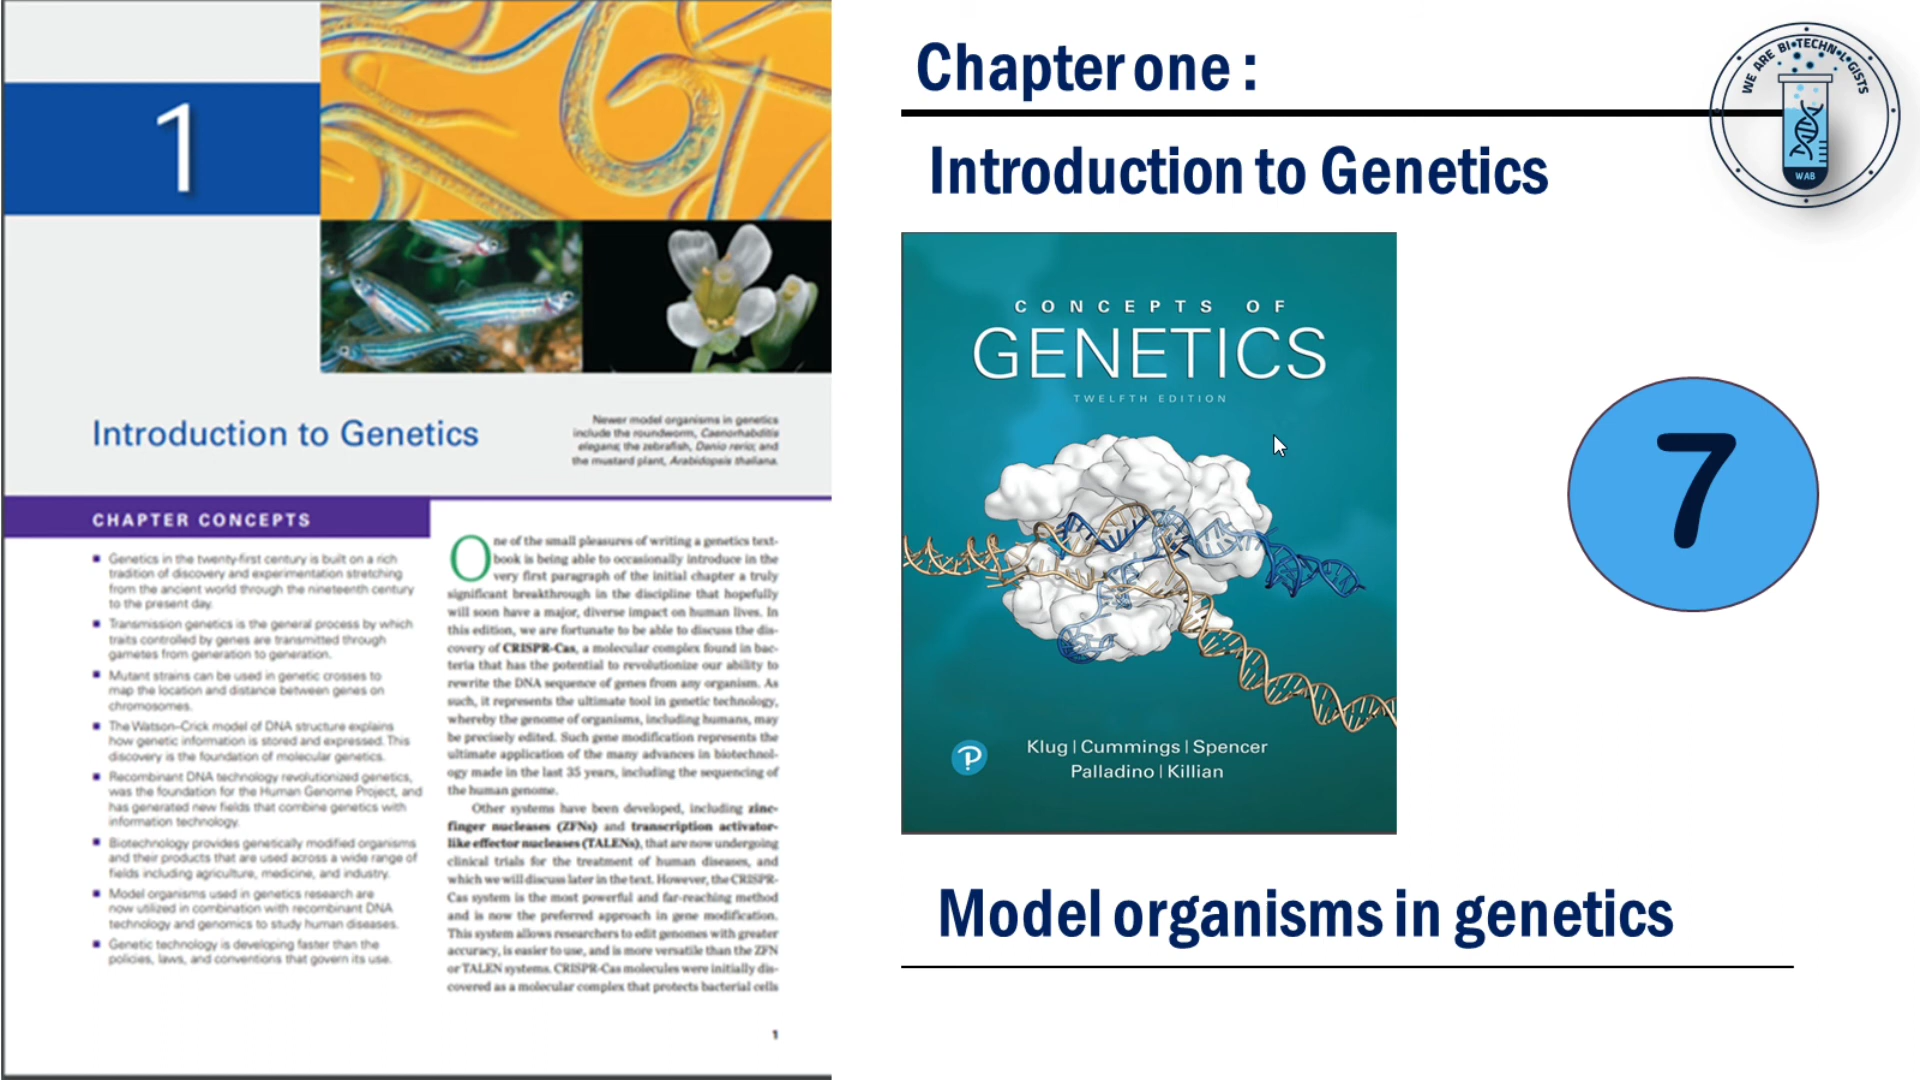 1
Introduction to Genetics
Newer model organisms in genetics
include the roundworm, Caenorhabditis
elegans; the zebrafish, Danio rerio; and
the mustard plant, Arabidopsis thaliana.
CHAPTER CONCEPTS
■ Genetics in the twenty-first century is built on a rich
tradition of discovery and experimentation stretching
from the ancient world through the nineteenth century
to the present day.
■ Transmission genetics is the general process by which
traits controlled by genes are transmitted through
gametes from generation to generation.
■ Mutant strains can be used in genetic crosses to
map the location and distance between genes on
chromosomes.
■ The Watson–Crick model of DNA structure explains
how genetic information is stored and expressed. This
discovery is the foundation of molecular genetics.
■ Recombinant DNA technology revolutionized genetics,
was the foundation for the Human Genome Project, and
has generated new fields that combine genetics with
information technology.
■ Biotechnology provides genetically modified organisms
and their products that are used across a wide range of
fields including agriculture, medicine, and industry.
■ Model organisms used in genetics research are
now utilized in combination with recombinant DNA
technology and genomics to study human diseases.
■ Genetic technology is developing faster than the
policies, laws, and conventions that govern its use.
One of the small pleasures of writing a genetics text-
book is being able to occasionally introduce in the
very first paragraph of the initial chapter a truly
significant breakthrough in the discipline that hopefully
will soon have a major, diverse impact on human lives. In
this edition, we are fortunate to be able to discuss the dis-
covery of CRISPR-Cas, a molecular complex found in bac-
teria that has the potential to revolutionize our ability to
rewrite the DNA sequence of genes from any organism. As
such, it represents the ultimate tool in genetic technology,
whereby the genome of organisms, including humans, may
be precisely edited. Such gene modification represents the
ultimate application of the many advances in biotechnol-
ogy made in the last 35 years, including the sequencing of
the human genome.
Other systems have been developed, including zinc-
finger nucleases (ZFNs) and transcription activator-
like effector nucleases (TALENs), that are now undergoing
clinical trials for the treatment of human diseases, and
which we will discuss later in the text. However, the CRISPR-
Cas system is the most powerful and far-reaching method
and is now the preferred approach in gene modification.
This system allows researchers to edit genomes with greater
accuracy, is easier to use, and is more versatile than the ZFN
or TALEN systems. CRISPR-Cas molecules were initially dis-
covered as a molecular complex that protects bacterial cells
1
Chapter one :
WE ARE BIOTECHNOLOGISTS
WAB
Introduction to Genetics
CONCEPTS OF
GENETICS
TWELFTH EDITION
P
Klug | Cummings | Spencer
Palladino | Killian
7
Model organisms in genetics